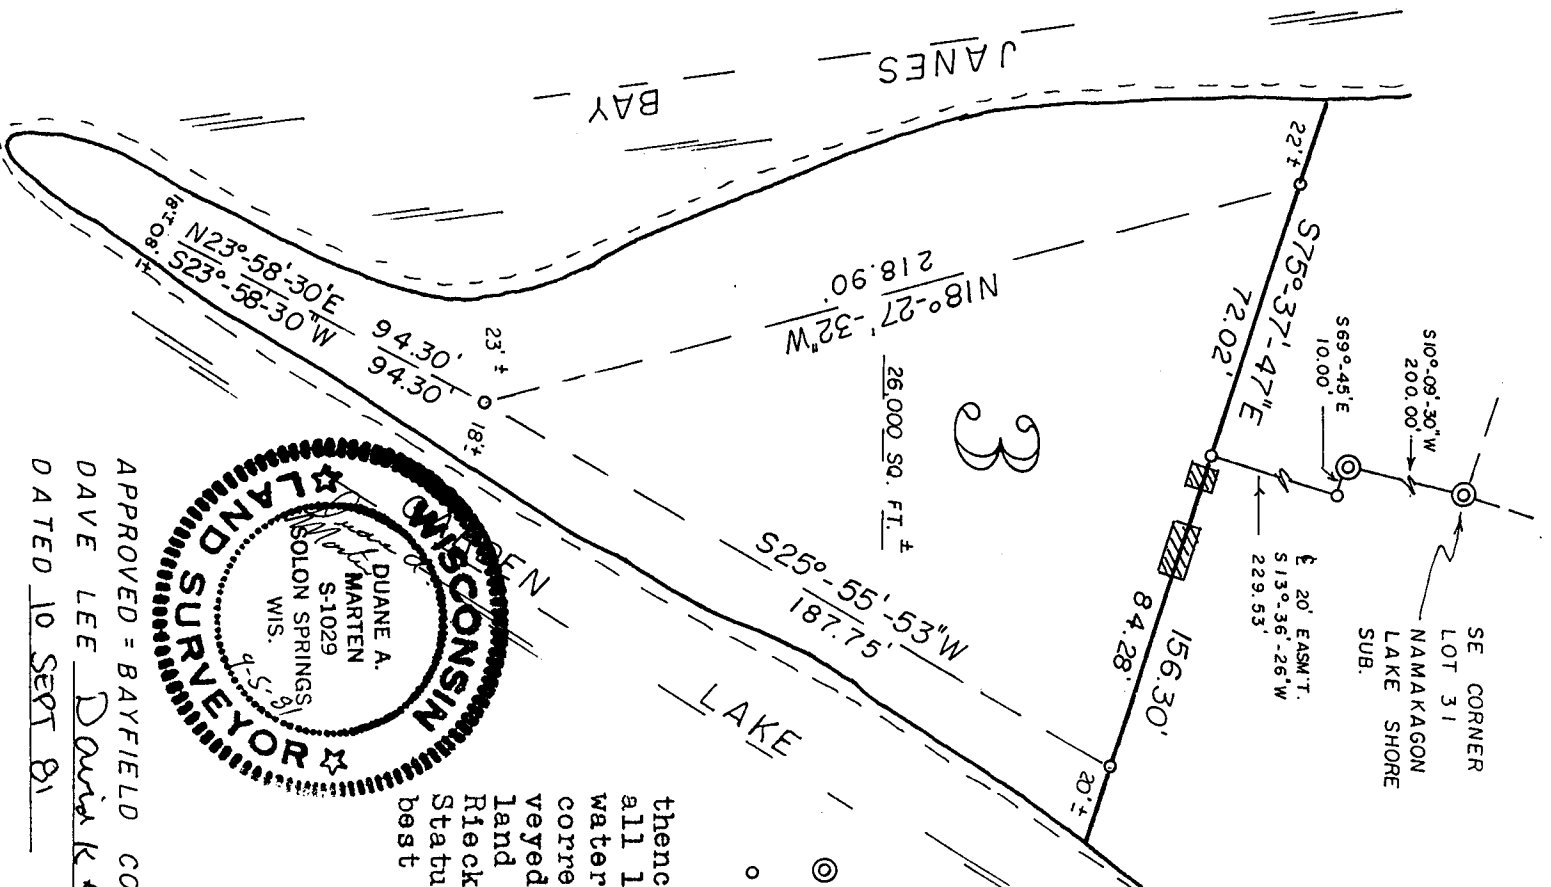 JANES
BAY
22'±
S75°-37'-47"E
72.02'
156.30'
84.28'
20'±
N18°-27'-32"W
218.90'
3
26,000 SQ. FT. ±
S10°-09'-30"W
200.00'
S69°-45'E
10.00'
℄ 20' EASM'T.
S13°-36'-26"W
229.53'
SE CORNER
LOT 31
NAMAKAGON
LAKE SHORE
SUB.
S25°-55'-53"W
187.75'
N23°-58'-30"E 94.30'
S23°-58'-30"W 94.30'
23'±
18'±
18'±
8'±
LAKE
WISCONSIN
LAND SURVEYOR
DUANE A.
MARTEN
S-1029
SOLON SPRINGS
WIS.
APPROVED = BAYFIELD CO
DAVE LEE David K
DATED 10 SEPT 81
thenc
all l
water
corre
veyed
land
Rieck
Statu
best